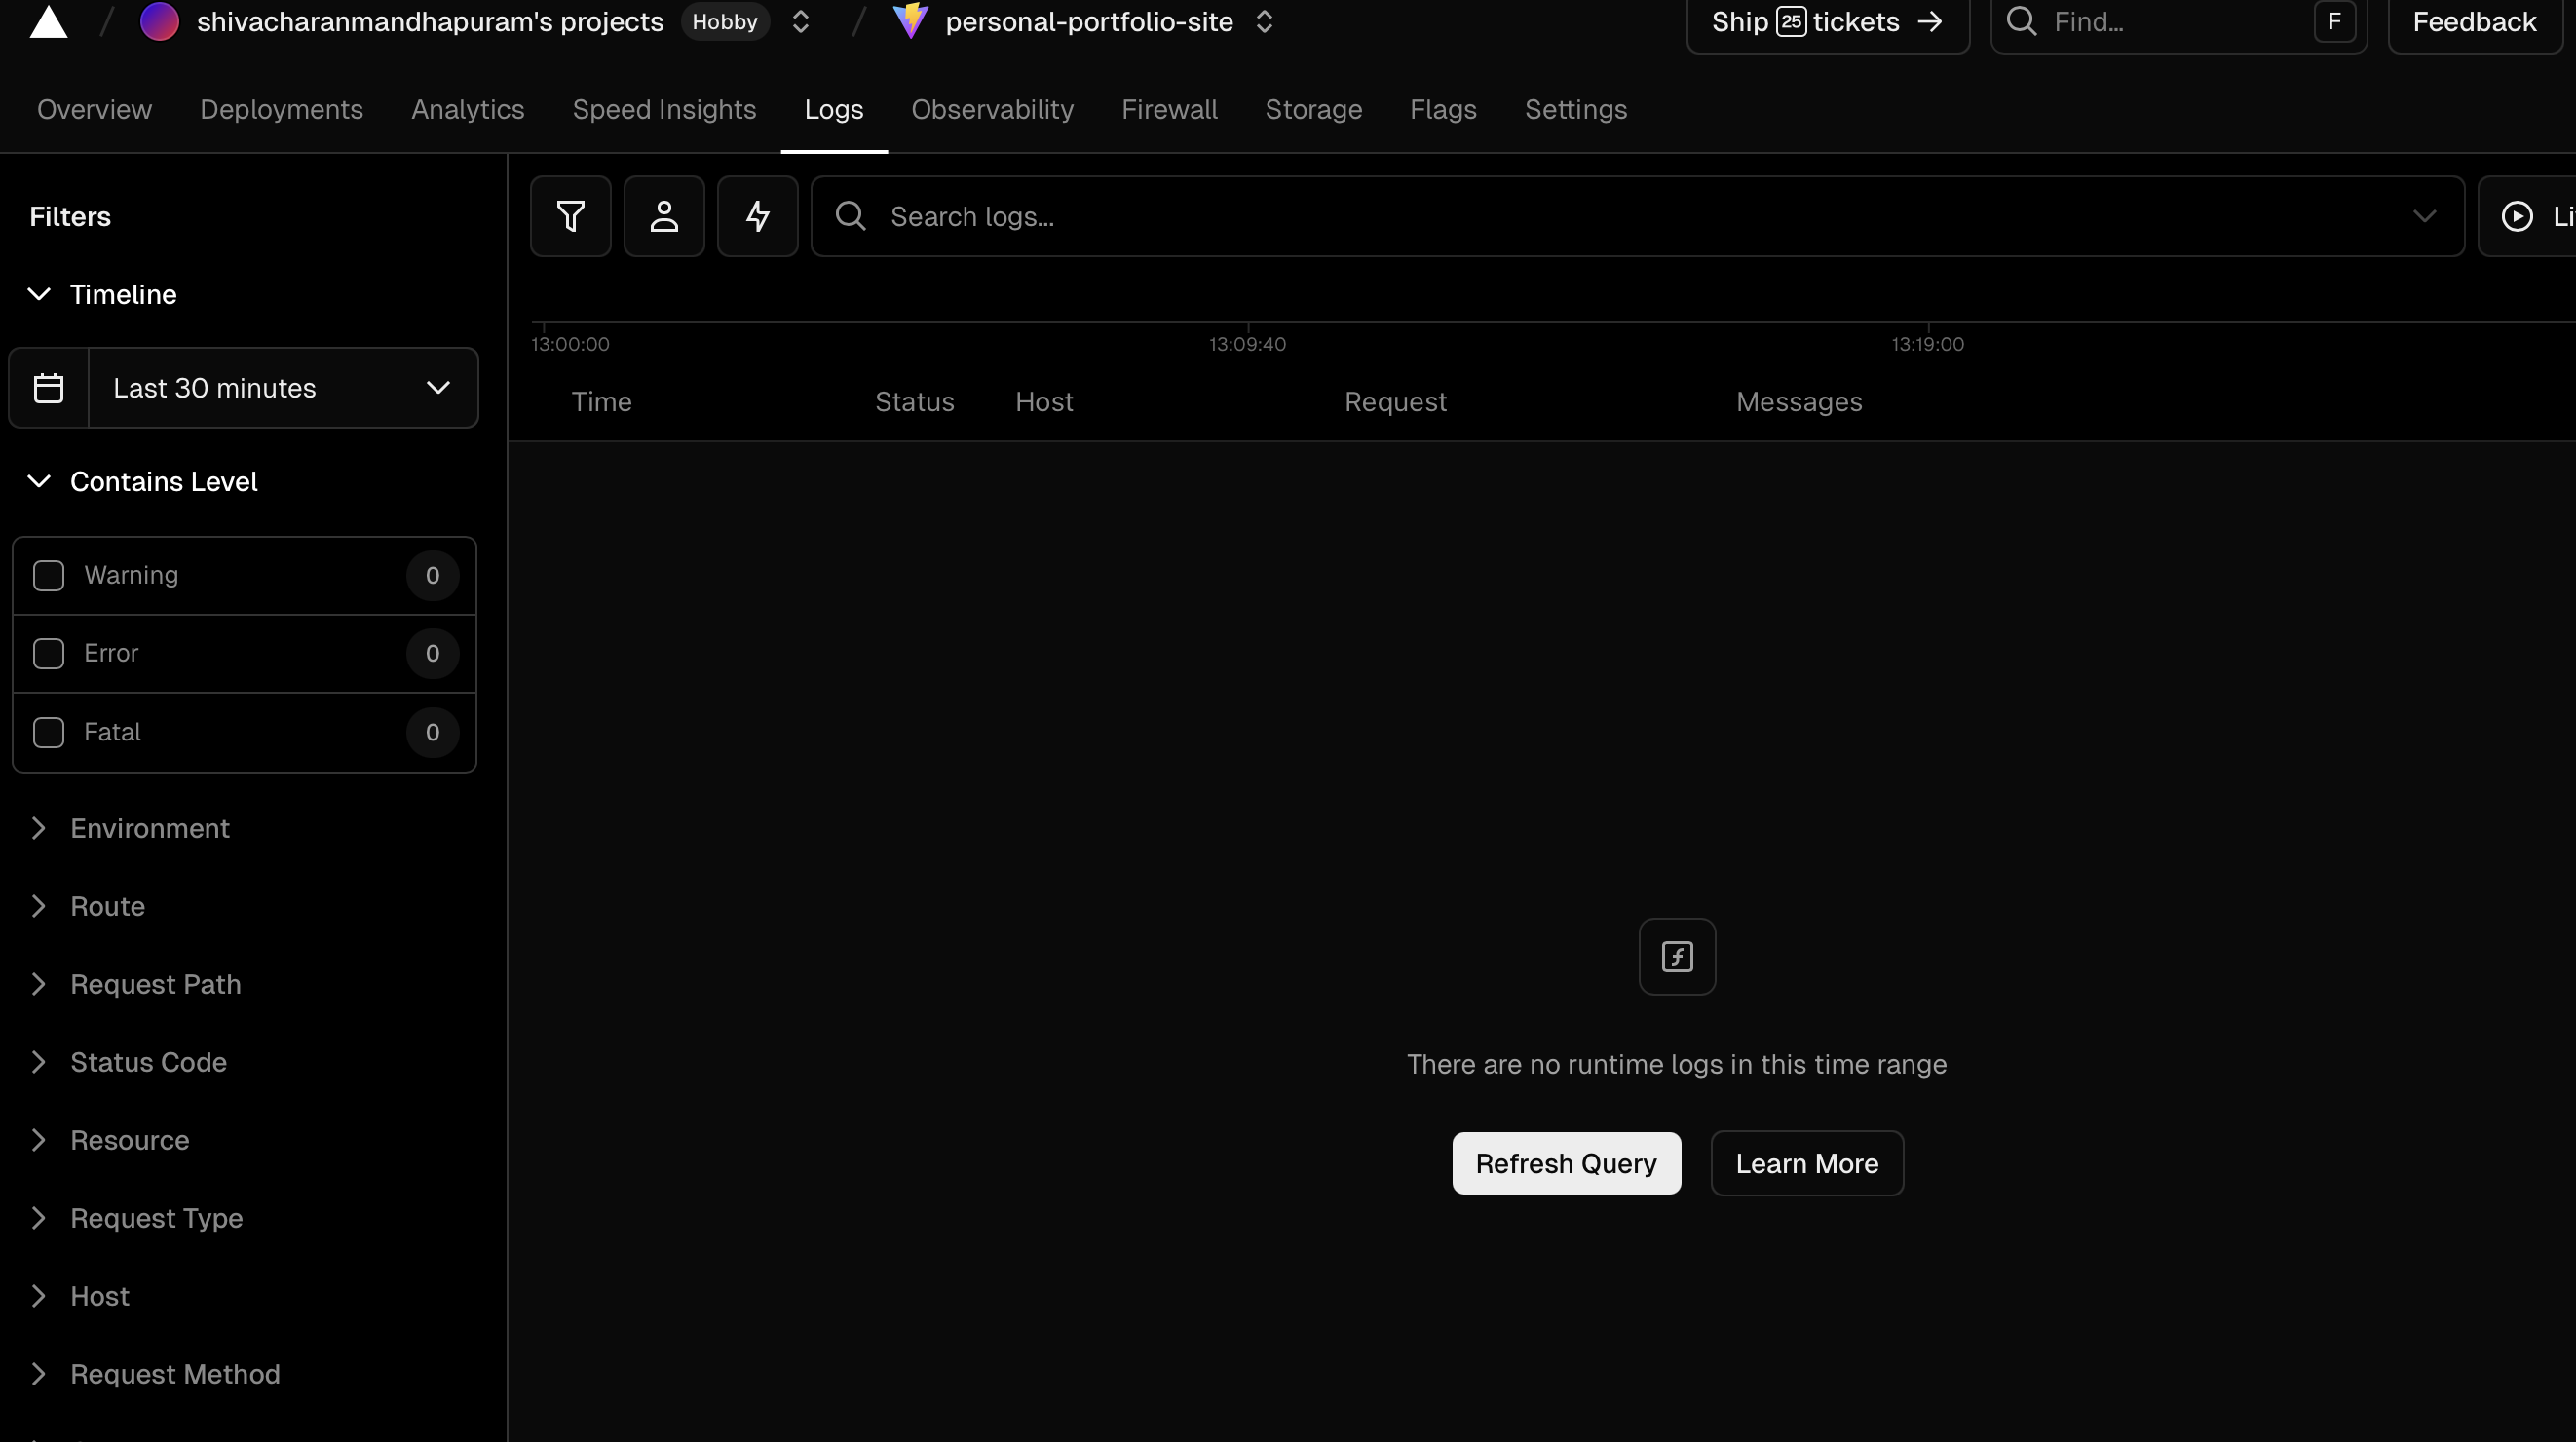 shivacharanmandhapuram's projects Hobby personal-portfolio-site Ship 25 tickets Find... F Feedback
Overview Deployments Analytics Speed Insights Logs Observability Firewall Storage Flags Settings
Filters
Timeline
Last 30 minutes
Contains Level
Warning 0
Error 0
Fatal 0
Environment
Route
Request Path
Status Code
Resource
Request Type
Host
Request Method
Search logs...
13:00:00 13:09:40 13:19:00
Time Status Host Request Messages
There are no runtime logs in this time range
Refresh Query Learn More